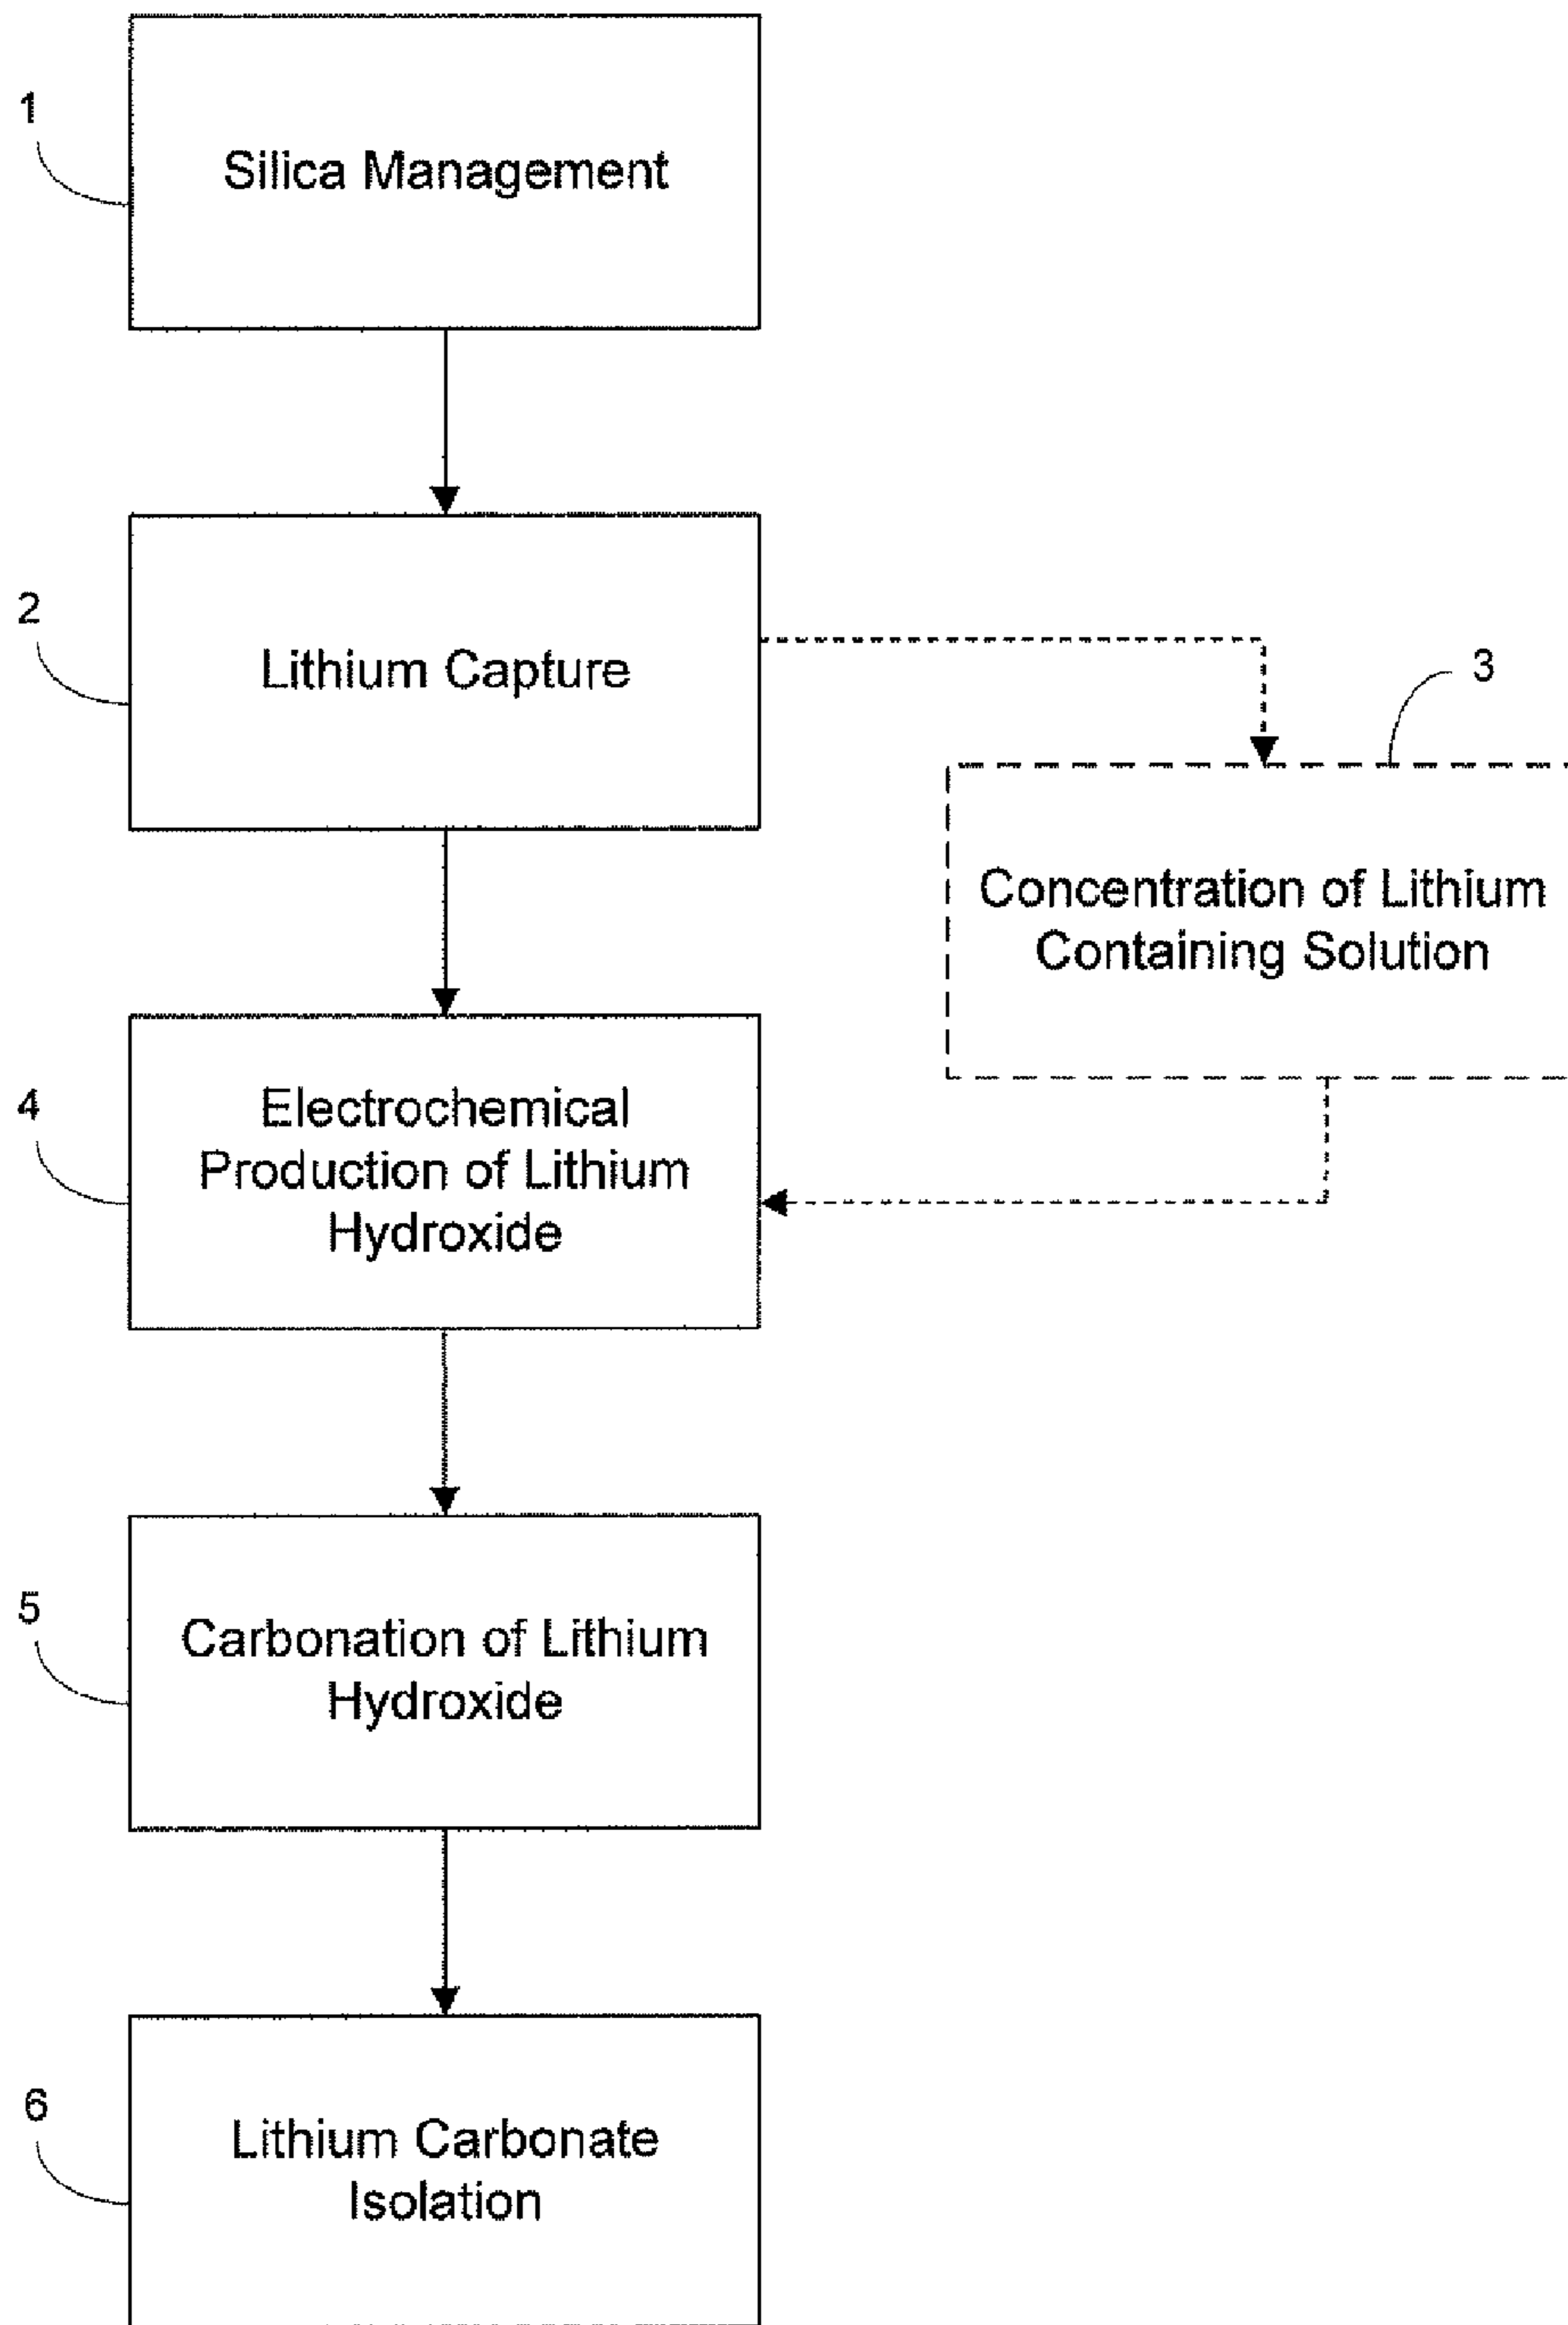 1
Silica Management
2
Lithium Capture
3
Concentration of Lithium
Containing Solution
4
Electrochemical
Production of Lithium
Hydroxide
5
Carbonation of Lithium
Hydroxide
6
Lithium Carbonate
Isolation